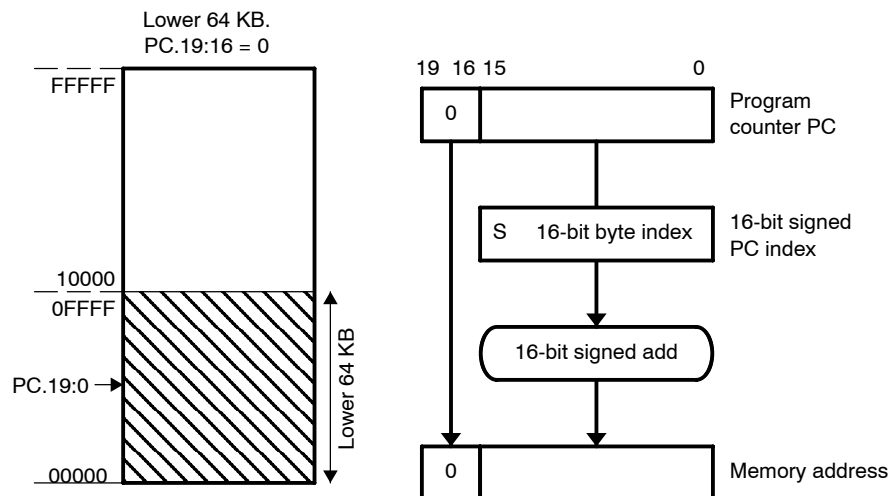 Lower 64 KB.
PC.19:16 = 0
FFFFF
10000
0FFFF
PC.19:0
00000
Lower 64 KB
19 16 15 0
0
Program
counter PC
S 16-bit byte index
16-bit signed
PC index
16-bit signed add
0
Memory address